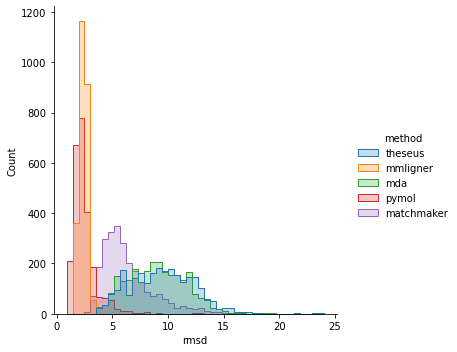 1200
1000
800
600
400
200
0
Count
0 5 10 15 20 25
rmsd
method
theseus
mmligner
mda
pymol
matchmaker